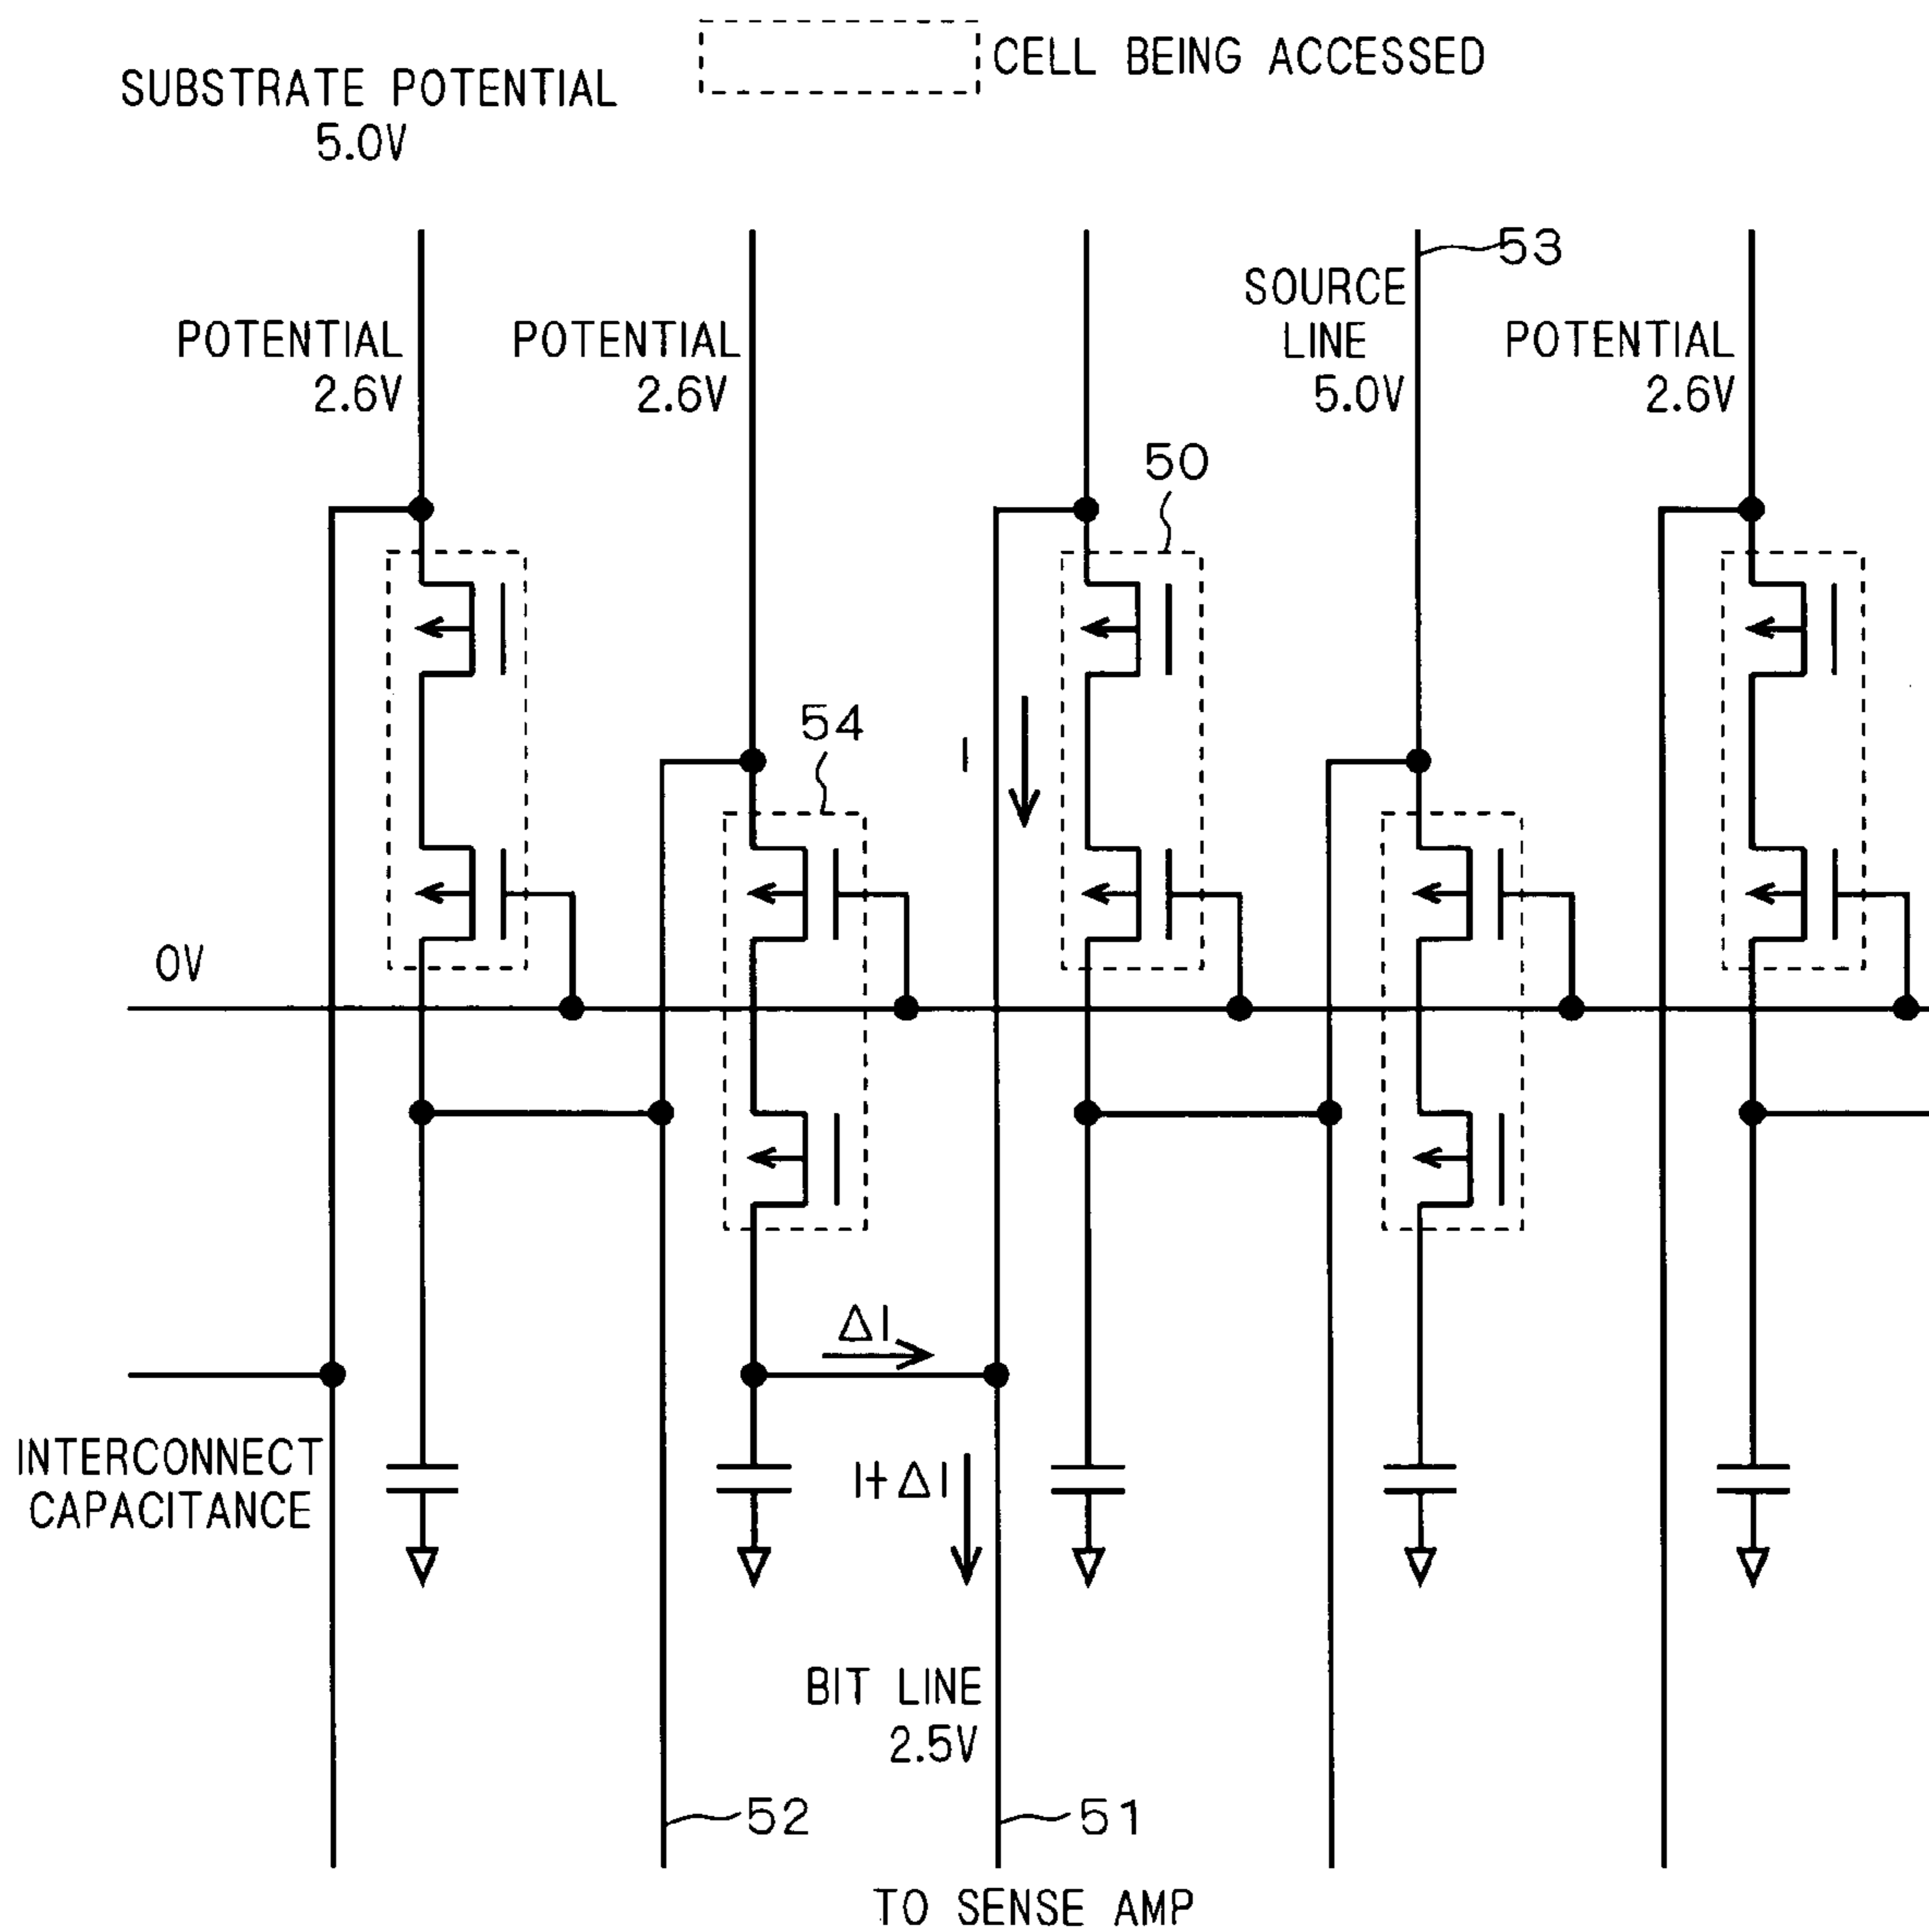 CELL BEING ACCESSED
SUBSTRATE POTENTIAL
5.0V
53
SOURCE
LINE
5.0V
POTENTIAL
2.6V
POTENTIAL
2.6V
POTENTIAL
2.6V
50
54
I
0V
ΔI
INTERCONNECT
CAPACITANCE
I+ΔI
BIT LINE
2.5V
52
51
TO SENSE AMP